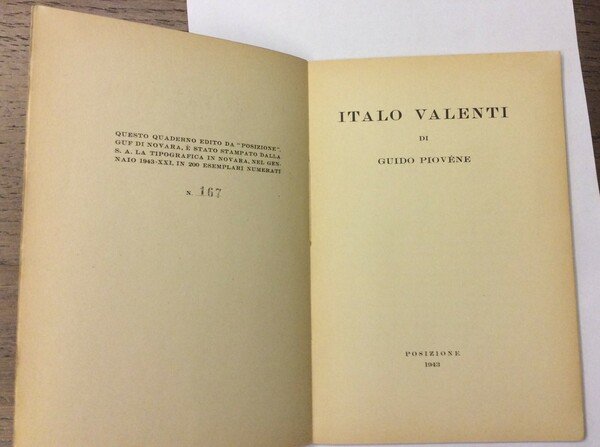 QUESTO QUADERNO EDITO DA "POSIZIONE",
GUF DI NOVARA, È STATO STAMPATO DALLA
S. A. LA TIPOGRAFICA IN NOVARA, NEL GEN-
NAIO 1943-XXI, IN 200 ESEMPLARI NUMERATI
N. 167
ITALO VALENTI
DI
GUIDO PIOVÈNE
POSIZIONE
1943